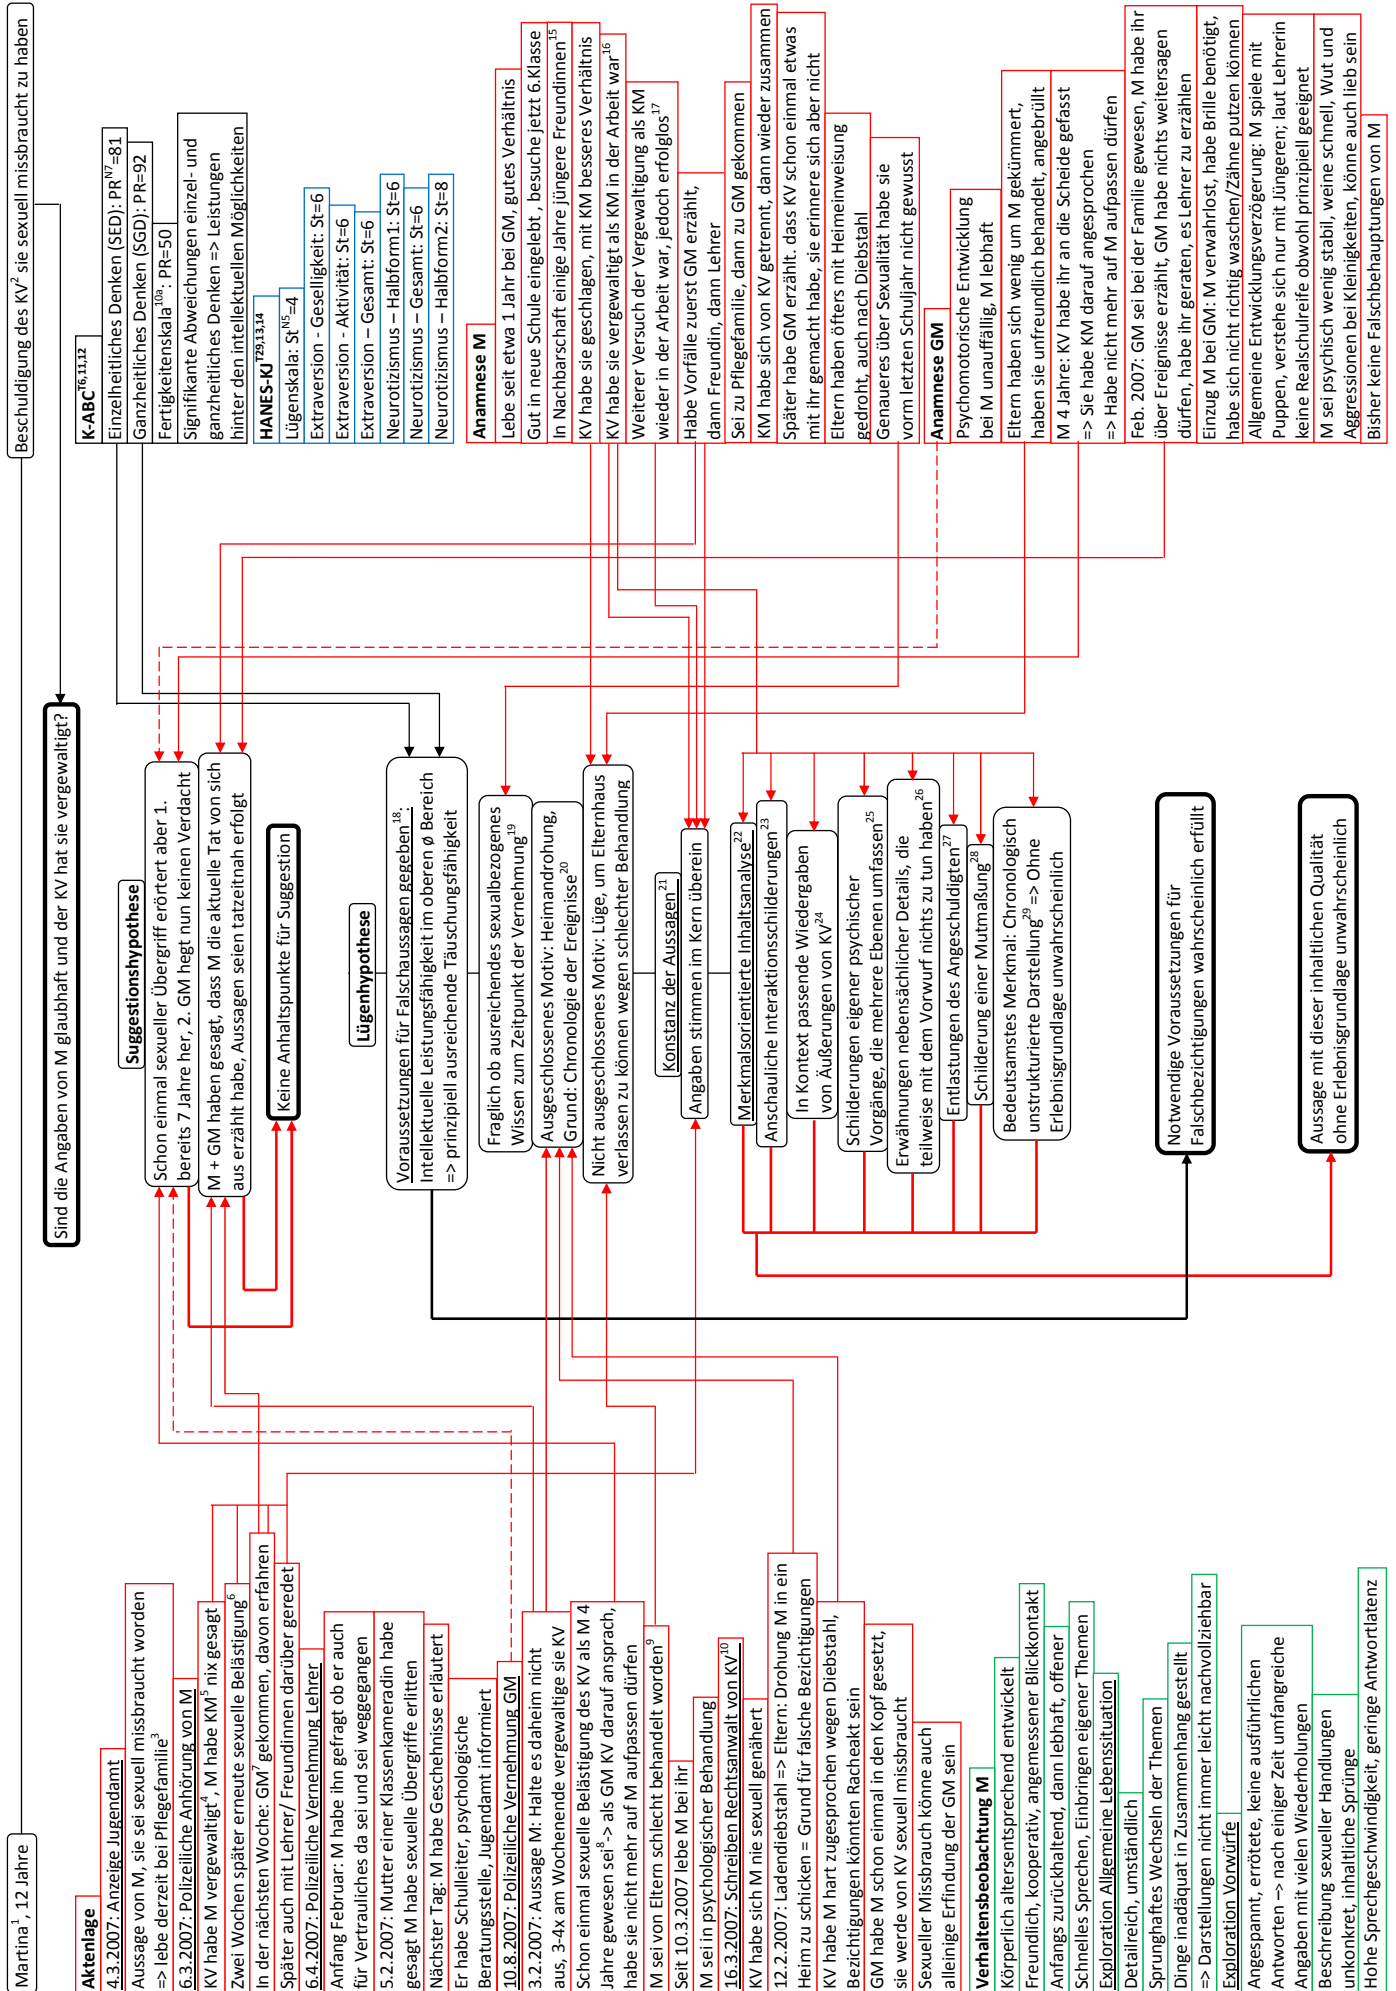 Martina¹, 12 Jahre
Beschuldigung des KV² sie sexuell missbraucht zu haben
Sind die Angaben von M glaubhaft und der KV hat sie vergewaltigt?
Aktenlage
4.3.2007: Anzeige Jugendamt
Aussage von M, sie sei sexuell missbraucht worden
=> lebe derzeit bei Pflegefamilie³
6.3.2007: Polizeiliche Anhörung von M
KV habe M vergewaltigt⁴, M habe KM⁵ nix gesagt
Zwei Wochen später erneute sexuelle Belästigung⁶
In der nächsten Woche: GM⁷ gekommen, davon erfahren
Später auch mit Lehrer/ Freundinnen darüber geredet
6.4.2007: Polizeiliche Vernehmung Lehrer
Anfang Februar: M habe ihn gefragt ob er auch
für Vertrauliches da sei und sei weggegangen
5.2.2007: Mutter einer Klassenkameradin habe
gesagt M habe sexuelle Übergriffe erlitten
Nächster Tag: M habe Geschehnisse erläutert
Er habe Schulleiter, psychologische
Beratungsstelle, Jugendamt informiert
10.8.2007: Polizeiliche Vernehmung GM
3.2.2007: Aussage M: Halte es daheim nicht
aus, 3-4x am Wochenende vergewaltige sie KV
Schon einmal sexuelle Belästigung des KV als M 4
Jahre gewesen sei⁸-> als GM KV darauf ansprach,
habe sie nicht mehr auf M aufpassen dürfen
M sei von Eltern schlecht behandelt worden⁹
Seit 10.3.2007 lebe M bei ihr
M sei in psychologischer Behandlung
16.3.2007: Schreiben Rechtsanwalt von KV¹⁰
KV habe sich M nie sexuell genähert
12.2.2007: Ladendiebstahl => Eltern: Drohung M in ein
Heim zu schicken = Grund für falsche Bezichtigungen
KV habe M hart zugesprochen wegen Diebstahl,
Bezichtigungen könnten Racheakt sein
GM habe M schon einmal in den Kopf gesetzt,
sie werde von KV sexuell missbraucht
Sexueller Missbrauch könne auch
alleinige Erfindung der GM sein
Verhaltensbeobachtung M
Körperlich altersentsprechend entwickelt
Freundlich, kooperativ, angemessener Blickkontakt
Anfangs zurückhaltend, dann lebhaft, offener
Schnelles Sprechen, Einbringen eigener Themen
Exploration Allgemeine Lebenssituation
Detailreich, umständlich
Sprunghaftes Wechseln der Themen
Dinge inadäquat in Zusammenhang gestellt
=> Darstellungen nicht immer leicht nachvollziehbar
Exploration Vorwürfe
Angespannt, errötete, keine ausführlichen
Antworten –> nach einiger Zeit umfangreiche
Angaben mit vielen Wiederholungen
Beschreibung sexueller Handlungen
unkonkret, inhaltliche Sprünge
Hohe Sprechgeschwindigkeit, geringe Antwortlatenz
Suggestionshypothese
Schon einmal sexueller Übergriff erörtert aber 1.
bereits 7 Jahre her, 2. GM hegt nun keinen Verdacht
M + GM haben gesagt, dass M die aktuelle Tat von sich
aus erzählt habe, Aussagen seien tatzeitnah erfolgt
Keine Anhaltspunkte für Suggestion
Lügenhypothese
Voraussetzungen für Falschaussagen gegeben¹⁸:
Intellektuelle Leistungsfähigkeit im oberen ø Bereich
=> prinzipiell ausreichende Täuschungsfähigkeit
Fraglich ob ausreichendes sexualbezogenes
Wissen zum Zeitpunkt der Vernehmung¹⁹
Ausgeschlossenes Motiv: Heimandrohung,
Grund: Chronologie der Ereignisse²⁰
Nicht ausgeschlossenes Motiv: Lüge, um Elternhaus
verlassen zu können wegen schlechter Behandlung
Konstanz der Aussagen²¹
Angaben stimmen im Kern überein
Merkmalsorientierte Inhaltsanalyse²²
Anschauliche Interaktionsschilderungen²³
In Kontext passende Wiedergaben
von Äußerungen von KV²⁴
Schilderungen eigener psychischer
Vorgänge, die mehrere Ebenen umfassen²⁵
Erwähnungen nebensächlicher Details, die
teilweise mit dem Vorwurf nichts zu tun haben²⁶
Entlastungen des Angeschuldigten²⁷
Schilderung einer Mutmaßung²⁸
Bedeutsamstes Merkmal: Chronologisch
unstrukturierte Darstellung²⁹ => Ohne
Erlebnisgrundlage unwahrscheinlich
Notwendige Voraussetzungen für
Falschbezichtigungen wahrscheinlich erfüllt
Aussage mit dieser inhaltlichen Qualität
ohne Erlebnisgrundlage unwahrscheinlich
K-ABC^T6,11,12
Einzelheitliches Denken (SED): PR^N7=81
Ganzheitliches Denken (SGD): PR=92
Fertigkeitenskala^10a: PR=50
Signifikante Abweichungen einzel- und
ganzheitliches Denken => Leistungen
hinter den intellektuellen Möglichkeiten
HANES-KJ^T29,13,14
Lügenskala: St^N5=4
Extraversion - Geselligkeit: St=6
Extraversion - Aktivität: St=6
Extraversion – Gesamt: St=6
Neurotizismus – Halbform1: St=6
Neurotizismus – Gesamt: St=6
Neurotizismus – Halbform2: St=8
Anamnese M
Lebe seit etwa 1 Jahr bei GM, gutes Verhältnis
Gut in neue Schule eingelebt , besuche jetzt 6.Klasse
In Nachbarschaft einige Jahre jüngere Freundinnen¹⁵
KV habe sie geschlagen, mit KM besseres Verhältnis
KV habe sie vergewaltigt als KM in der Arbeit war¹⁶
Weiterer Versuch der Vergewaltigung als KM
wieder in der Arbeit war, jedoch erfolglos¹⁷
Habe Vorfälle zuerst GM erzählt,
dann Freundin, dann Lehrer
Sei zu Pflegefamilie, dann zu GM gekommen
KM habe sich von KV getrennt, dann wieder zusammen
Später habe GM erzählt. dass KV schon einmal etwas
mit ihr gemacht habe, sie erinnere sich aber nicht
Eltern haben öfters mit Heimeinweisung
gedroht, auch nach Diebstahl
Genaueres über Sexualität habe sie
vorm letzten Schuljahr nicht gewusst
Anamnese GM
Psychomotorische Entwicklung
bei M unauffällig, M lebhaft
Eltern haben sich wenig um M gekümmert,
haben sie unfreundlich behandelt, angebrüllt
M 4 Jahre: KV habe ihr an die Scheide gefasst
=> Sie habe KM darauf angesprochen
=> Habe nicht mehr auf M aufpassen dürfen
Feb. 2007: GM sei bei der Familie gewesen, M habe ihr
über Ereignisse erzählt, GM habe nichts weitersagen
dürfen, habe ihr geraten, es Lehrer zu erzählen
Einzug M bei GM: M verwahrlost, habe Brille benötigt,
habe sich nicht richtig waschen/Zähne putzen können
Allgemeine Entwicklungsverzögerung: M spiele mit
Puppen, verstehe sich nur mit Jüngeren; laut Lehrerin
keine Realschulreife obwohl prinzipiell geeignet
M sei psychisch wenig stabil, weine schnell, Wut und
Aggressionen bei Kleinigkeiten, könne auch lieb sein
Bisher keine Falschbehauptungen von M